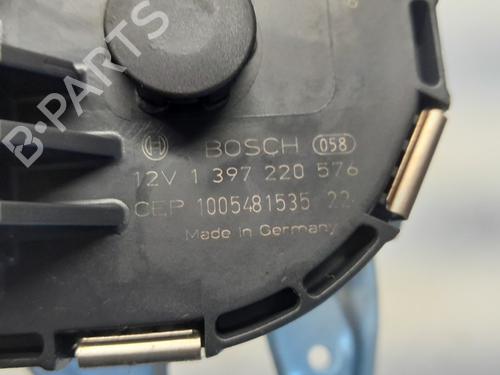 B-PARTS
BOSCH 058
12V 1 397 220 576
CEP 1005481535 22
Made in Germany